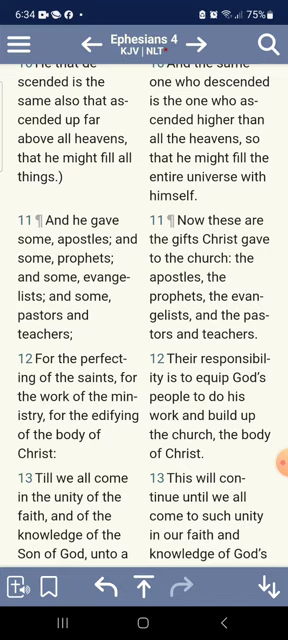 6:34 75%
Ephesians 4
KJV | NLT*
10 He that de-
scended is the
same also that as-
cended up far
above all heavens,
that he might fill all
things.)
11 ¶ And he gave
some, apostles; and
some, prophets;
and some, evange-
lists; and some,
pastors and
teachers;
12 For the perfect-
ing of the saints, for
the work of the min-
istry, for the edifying
of the body of
Christ:
13 Till we all come
in the unity of the
faith, and of the
knowledge of the
Son of God, unto a
10 And the same
one who descended
is the one who as-
cended higher than
all the heavens, so
that he might fill the
entire universe with
himself.
11 ¶ Now these are
the gifts Christ gave
to the church: the
apostles, the
prophets, the evan-
gelists, and the pas-
tors and teachers.
12 Their responsibil-
ity is to equip God's
people to do his
work and build up
the church, the body
of Christ.
13 This will con-
tinue until we all
come to such unity
in our faith and
knowledge of God's